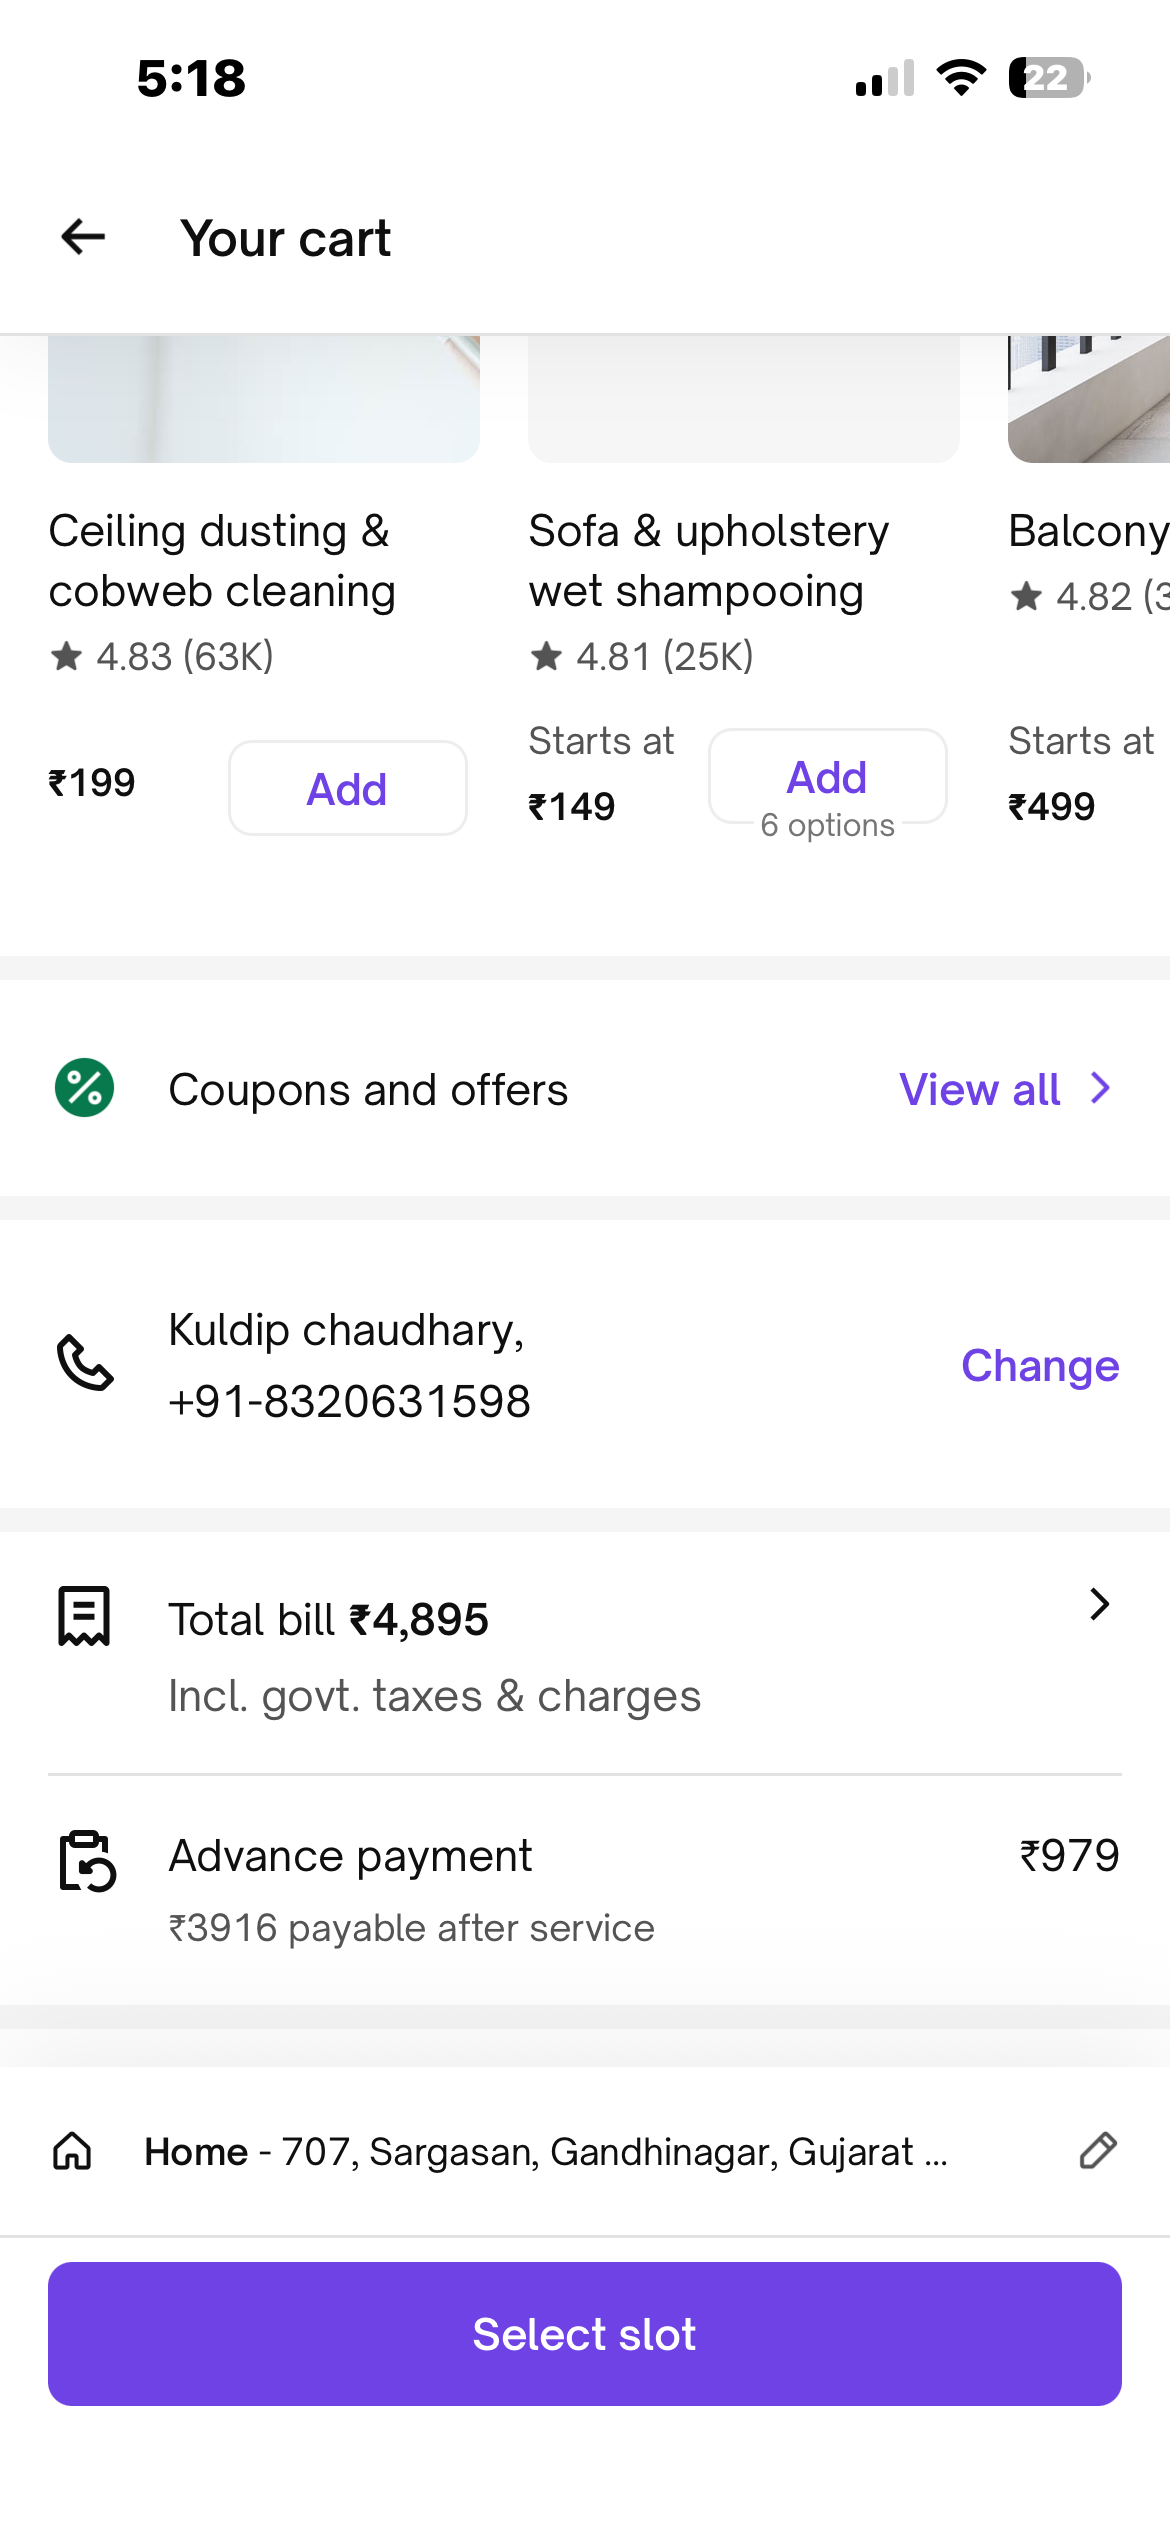 5:18
22
Your cart
Ceiling dusting &
cobweb cleaning
4.83 (63K)
₹199
Add
Sofa & upholstery
wet shampooing
4.81 (25K)
Starts at
₹149
Add
6 options
Balcony
4.82 (3
Starts at
₹499
Coupons and offers
View all
Kuldip chaudhary,
+91-8320631598
Change
Total bill ₹4,895
Incl. govt. taxes & charges
Advance payment
₹979
₹3916 payable after service
Home - 707, Sargasan, Gandhinagar, Gujarat ...
Select slot